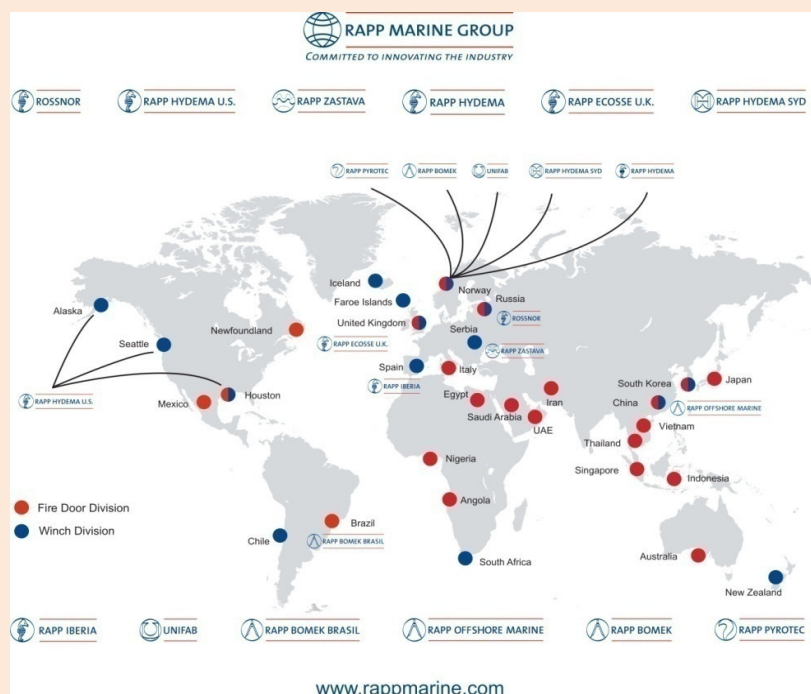 RAPP MARINE GROUP
COMMITTED TO INNOVATING THE INDUSTRY
ROSSNOR
RAPP HYDEMA U.S.
RAPP ZASTAVA
RAPP HYDEMA
RAPP ECOSSE U.K.
RAPP HYDEMA SYD
RAPP PYROTEC
RAPP BOMEK
UNIFAB
RAPP HYDEMA SYD
RAPP HYDEMA
Iceland
Norway
Alaska
Faroe Islands
Russia
Newfoundland
United Kingdom
ROSSNOR
Seattle
RAPP ECOSSE U.K.
Serbia
RAPP ZASTAVA
Spain
Italy
RAPP IBERIA
South Korea
Japan
RAPP HYDEMA U.S.
Mexico
Houston
Egypt
Iran
China
RAPP OFFSHORE MARINE
Saudi Arabia
UAE
Vietnam
Thailand
Nigeria
Singapore
Indonesia
Angola
Fire Door Division
Winch Division
Brazil
Chile
RAPP BOMEK BRASIL
South Africa
Australia
New Zealand
RAPP IBERIA
UNIFAB
RAPP BOMEK BRASIL
RAPP OFFSHORE MARINE
RAPP BOMEK
RAPP PYROTEC
www.rappmarine.com